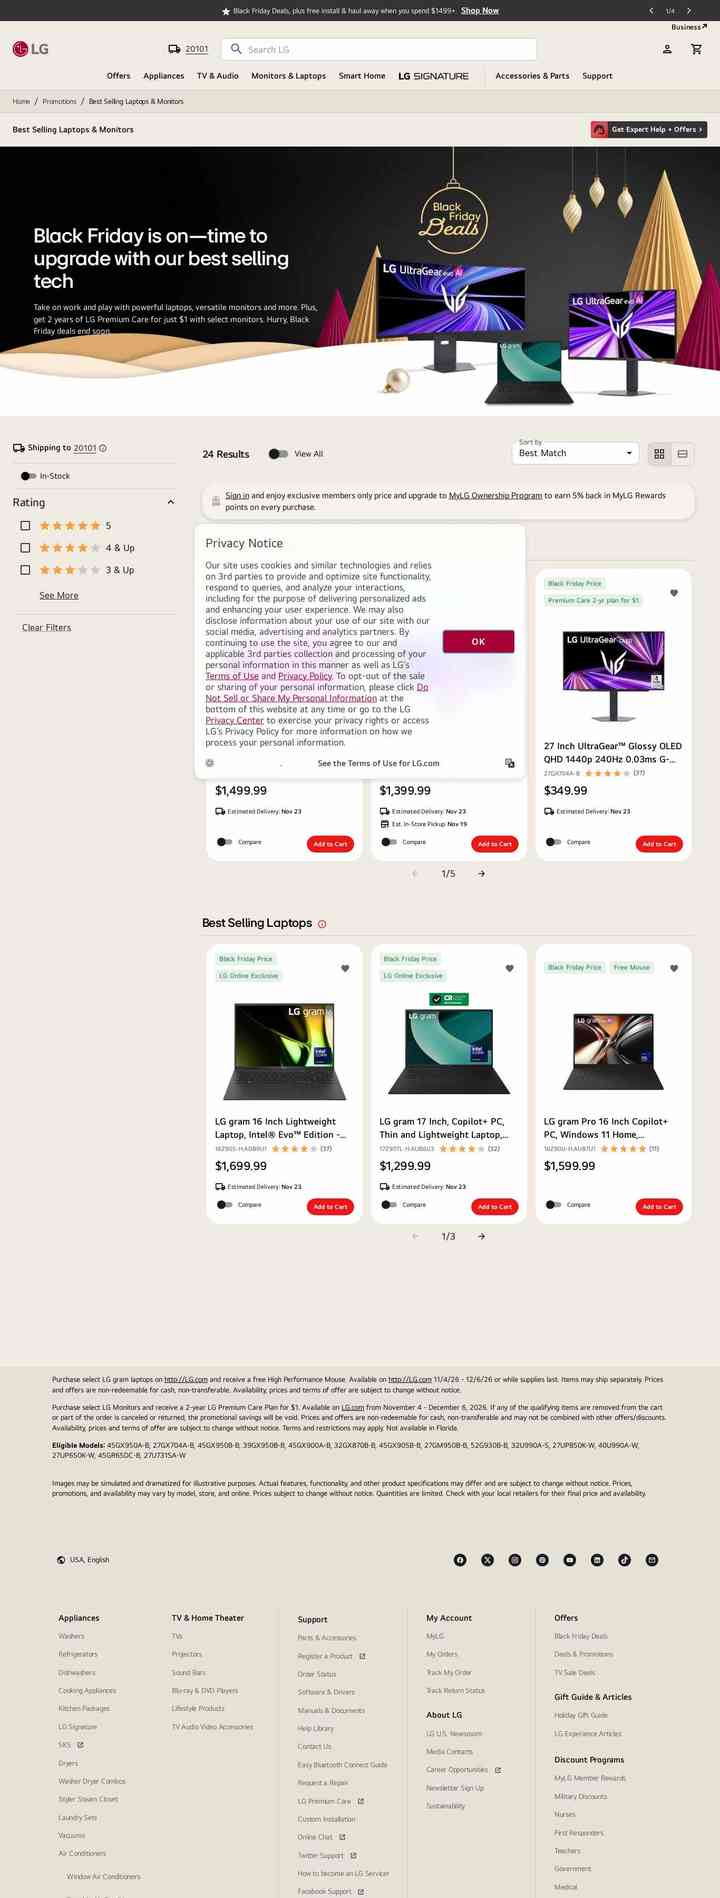 Black Friday Deals, plus free install & haul away when you spend $1499+. Shop Now
1/4
Business
LG
20101
Search LG
Offers
Appliances
TV & Audio
Monitors & Laptops
Smart Home
LG SIGNATURE
Accessories & Parts
Support
Home / Promotions / Best Selling Laptops & Monitors
Best Selling Laptops & Monitors
Get Expert Help + Offers
Black Friday is on—time to
upgrade with our best selling
tech
Take on work and play with powerful laptops, versatile monitors and more. Plus,
get 2 years of LG Premium Care for just $1 with select monitors. Hurry, Black
Friday deals end soon.
Black
Friday
Deals
LG UltraGear evo AI
LG UltraGear evo
LG gram
Shipping to 20101
In-Stock
Rating
5
4 & Up
3 & Up
See More
Clear Filters
24 Results
View All
Sort by
Best Match
Sign in and enjoy exclusive members only price and upgrade to MyLG Ownership Program to earn 5% back in MyLG Rewards
points on every purchase.
Privacy Notice
Our site uses cookies and similar technologies and relies
on 3rd parties to provide and optimize site functionality,
respond to queries, and analyze your interactions,
including for the purpose of delivering personalized ads
and enhancing your user experience. We may also
disclose information about your use of our site with our
social media, advertising and analytics partners. By
continuing to use the site, you agree to our and
applicable 3rd parties collection and processing of your
personal information in this manner as well as LG's
Terms of Use and Privacy Policy. To opt-out of the sale
or sharing of your personal information, please click Do
Not Sell or Share My Personal Information at the
bottom of this website at any time or go to the LG
Privacy Center to exercise your privacy rights or access
LG's Privacy Policy for more information on how we
process your personal information.
OK
See the Terms of Use for LG.com
$1,499.99
Estimated Delivery: Nov 23
Compare
Add to Cart
$1,399.99
Estimated Delivery: Nov 23
Est. In-Store Pickup: Nov 19
Compare
Add to Cart
Black Friday Price
Premium Care 2-yr plan for $1
LG UltraGear OLED
27 Inch UltraGear™ Glossy OLED
QHD 1440p 240Hz 0.03ms G-...
27GX704A-B
(37)
$349.99
Estimated Delivery: Nov 23
Compare
Add to Cart
1/5
Best Selling Laptops
Black Friday Price
LG Online Exclusive
LG gram
LG gram 16 Inch Lightweight
Laptop, Intel® Evo™ Edition -...
16Z90S-H.ADB9U1
(37)
$1,699.99
Estimated Delivery: Nov 23
Compare
Add to Cart
Black Friday Price
LG Online Exclusive
CR
LG gram
LG gram 17 Inch, Copilot+ PC,
Thin and Lightweight Laptop,...
17Z90TL-H.AUB6U3
(32)
$1,299.99
Estimated Delivery: Nov 23
Compare
Add to Cart
Black Friday Price
Free Mouse
LG gram
LG gram Pro 16 Inch Copilot+
PC, Windows 11 Home,...
16Z90U-H.AUB7U1
(11)
$1,599.99
Compare
Add to Cart
1/3
Purchase select LG gram laptops on http://LG.com and receive a free High Performance Mouse. Available on http://LG.com 11/4/26 - 12/6/26 or while supplies last. Items may ship separately. Prices
and offers are non-redeemable for cash, non-transferable. Availability, prices and terms of offer are subject to change without notice.
Purchase select LG Monitors and receive a 2-year LG Premium Care Plan for $1. Available on LG.com from November 4 - December 6, 2026. If any of the qualifying items are removed from the cart
or part of the order is canceled or returned, the promotional savings will be void. Prices and offers are non-redeemable for cash, non-transferable and may not be combined with other offers/discounts.
Availability, prices and terms of offer are subject to change without notice. Terms and restrictions may apply. Not available in Florida.
Eligible Models: 45GX950A-B, 27GX704A-B, 45GX950B-B, 39GX950B-B, 45GX900A-B, 32GX870B-B, 45GX90SB-B, 27GM950B-B, 52G930B-B, 32U990A-S, 27UP850K-W, 40U990A-W,
27UP650K-W, 45GR65DC-B, 27U731SA-W
Images may be simulated and dramatized for illustrative purposes. Actual features, functionality, and other product specifications may differ and are subject to change without notice. Prices,
promotions, and availability may vary by model, store, and online. Prices subject to change without notice. Quantities are limited. Check with your local retailers for their final price and availability.
USA, English
Appliances
Washers
Refrigerators
Dishwashers
Cooking Appliances
Kitchen Packages
LG Signature
SKS
Dryers
Washer Dryer Combos
Styler Steam Closet
Laundry Sets
Vacuums
Air Conditioners
Window Air Conditioners
TV & Home Theater
TVs
Projectors
Sound Bars
Blu-ray & DVD Players
Lifestyle Products
TV Audio Video Accessories
Support
Parts & Accessories
Register a Product
Order Status
Software & Drivers
Manuals & Documents
Help Library
Contact Us
Easy Bluetooth Connect Guide
Request a Repair
LG Premium Care
Custom Installation
Online Chat
Twitter Support
How to become an LG Servicer
Facebook Support
My Account
MyLG
My Orders
Track My Order
Track Return Status
About LG
LG U.S. Newsroom
Media Contacts
Career Opportunities
Newsletter Sign Up
Sustainability
Offers
Black Friday Deals
Deals & Promotions
TV Sale Deals
Gift Guide & Articles
Holiday Gift Guide
LG Experience Articles
Discount Programs
MyLG Member Rewards
Military Discounts
Nurses
First Responders
Teachers
Government
Medical